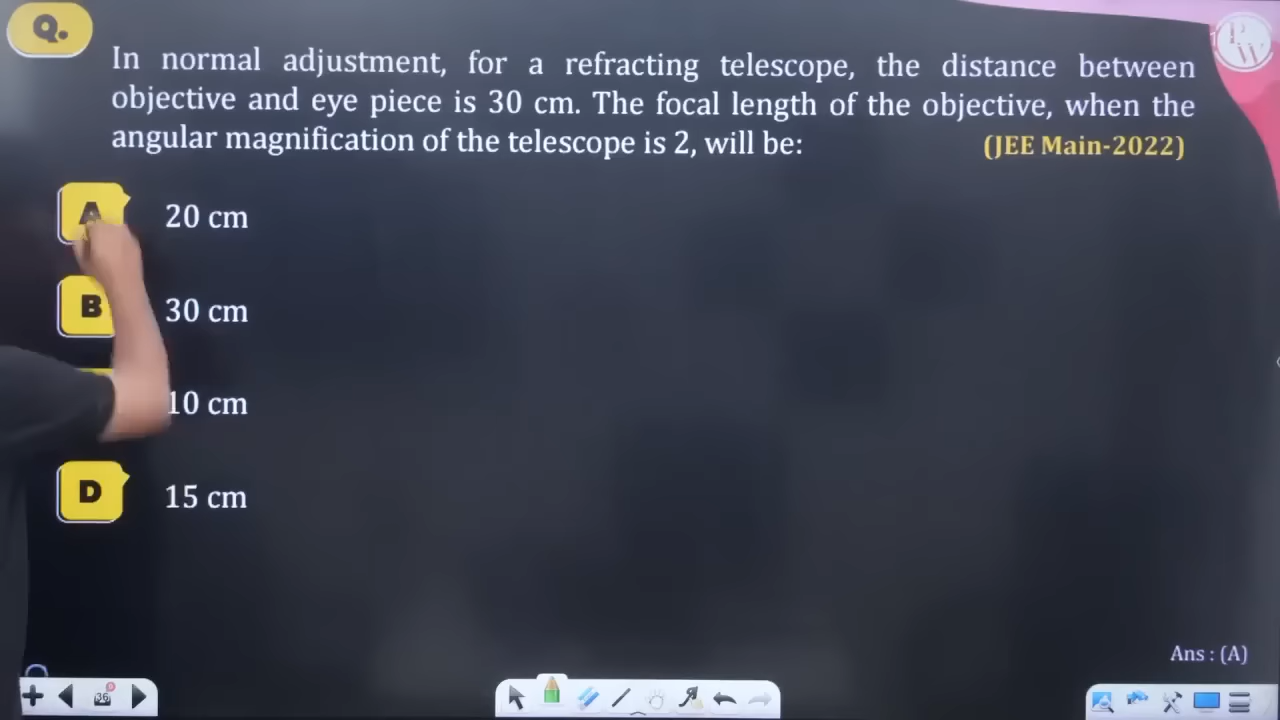 Q.
In normal adjustment, for a refracting telescope, the distance between
objective and eye piece is 30 cm. The focal length of the objective, when the
angular magnification of the telescope is 2, will be: (JEE Main-2022)
A 20 cm
B 30 cm
10 cm
D 15 cm
Ans : (A)
36
PW